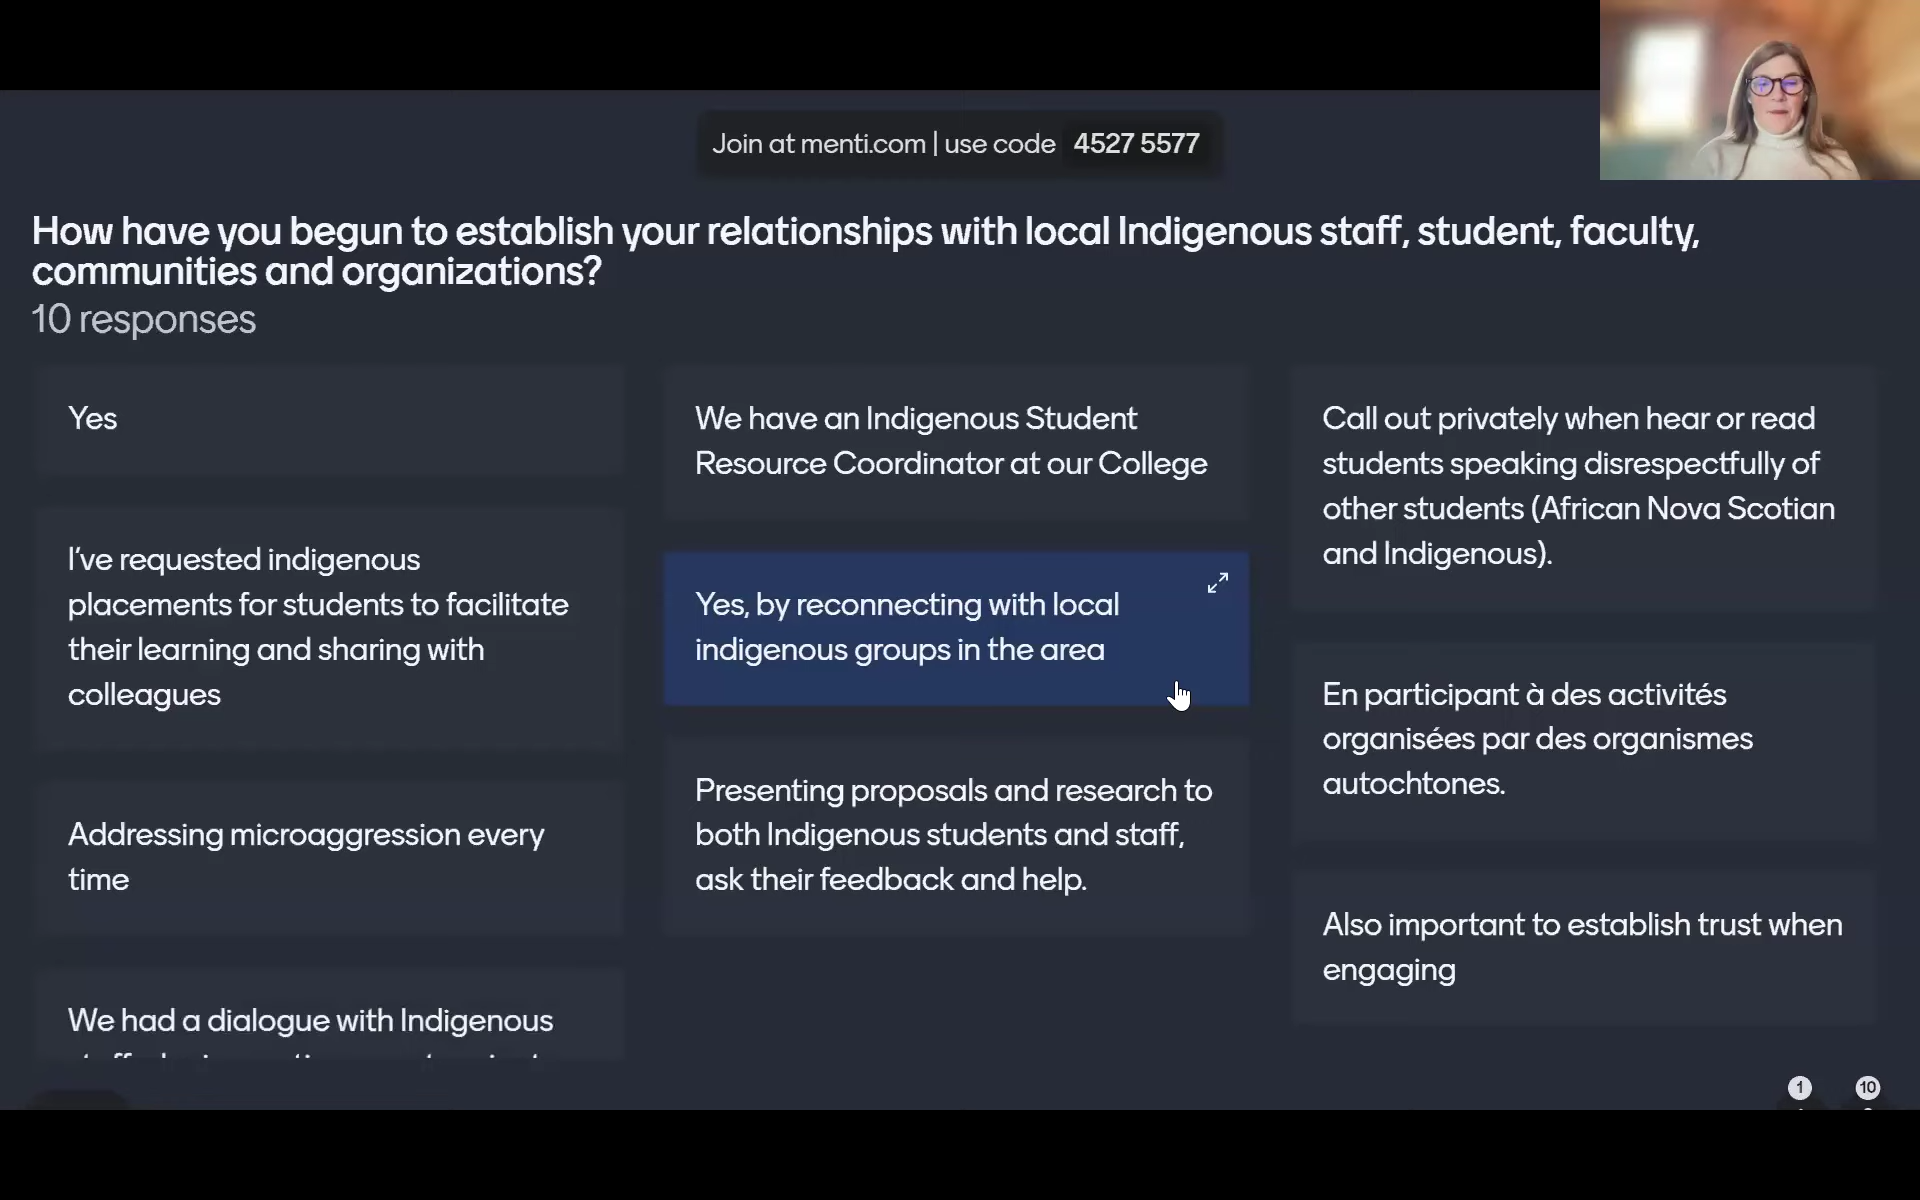 Join at menti.com | use code 4527 5577
How have you begun to establish your relationships with local Indigenous staff, student, faculty,
communities and organizations?
10 responses
Yes
I've requested indigenous
placements for students to facilitate
their learning and sharing with
colleagues
Addressing microaggression every
time
We had a dialogue with Indigenous
We have an Indigenous Student
Resource Coordinator at our College
Yes, by reconnecting with local
indigenous groups in the area
Presenting proposals and research to
both Indigenous students and staff,
ask their feedback and help.
Call out privately when hear or read
students speaking disrespectfully of
other students (African Nova Scotian
and Indigenous).
En participant à des activités
organisées par des organismes
autochtones.
Also important to establish trust when
engaging
1
10